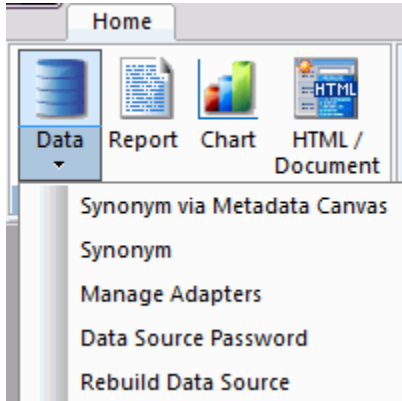 Home
HTML
Data Report Chart HTML /
Document
Synonym via Metadata Canvas
Synonym
Manage Adapters
Data Source Password
Rebuild Data Source